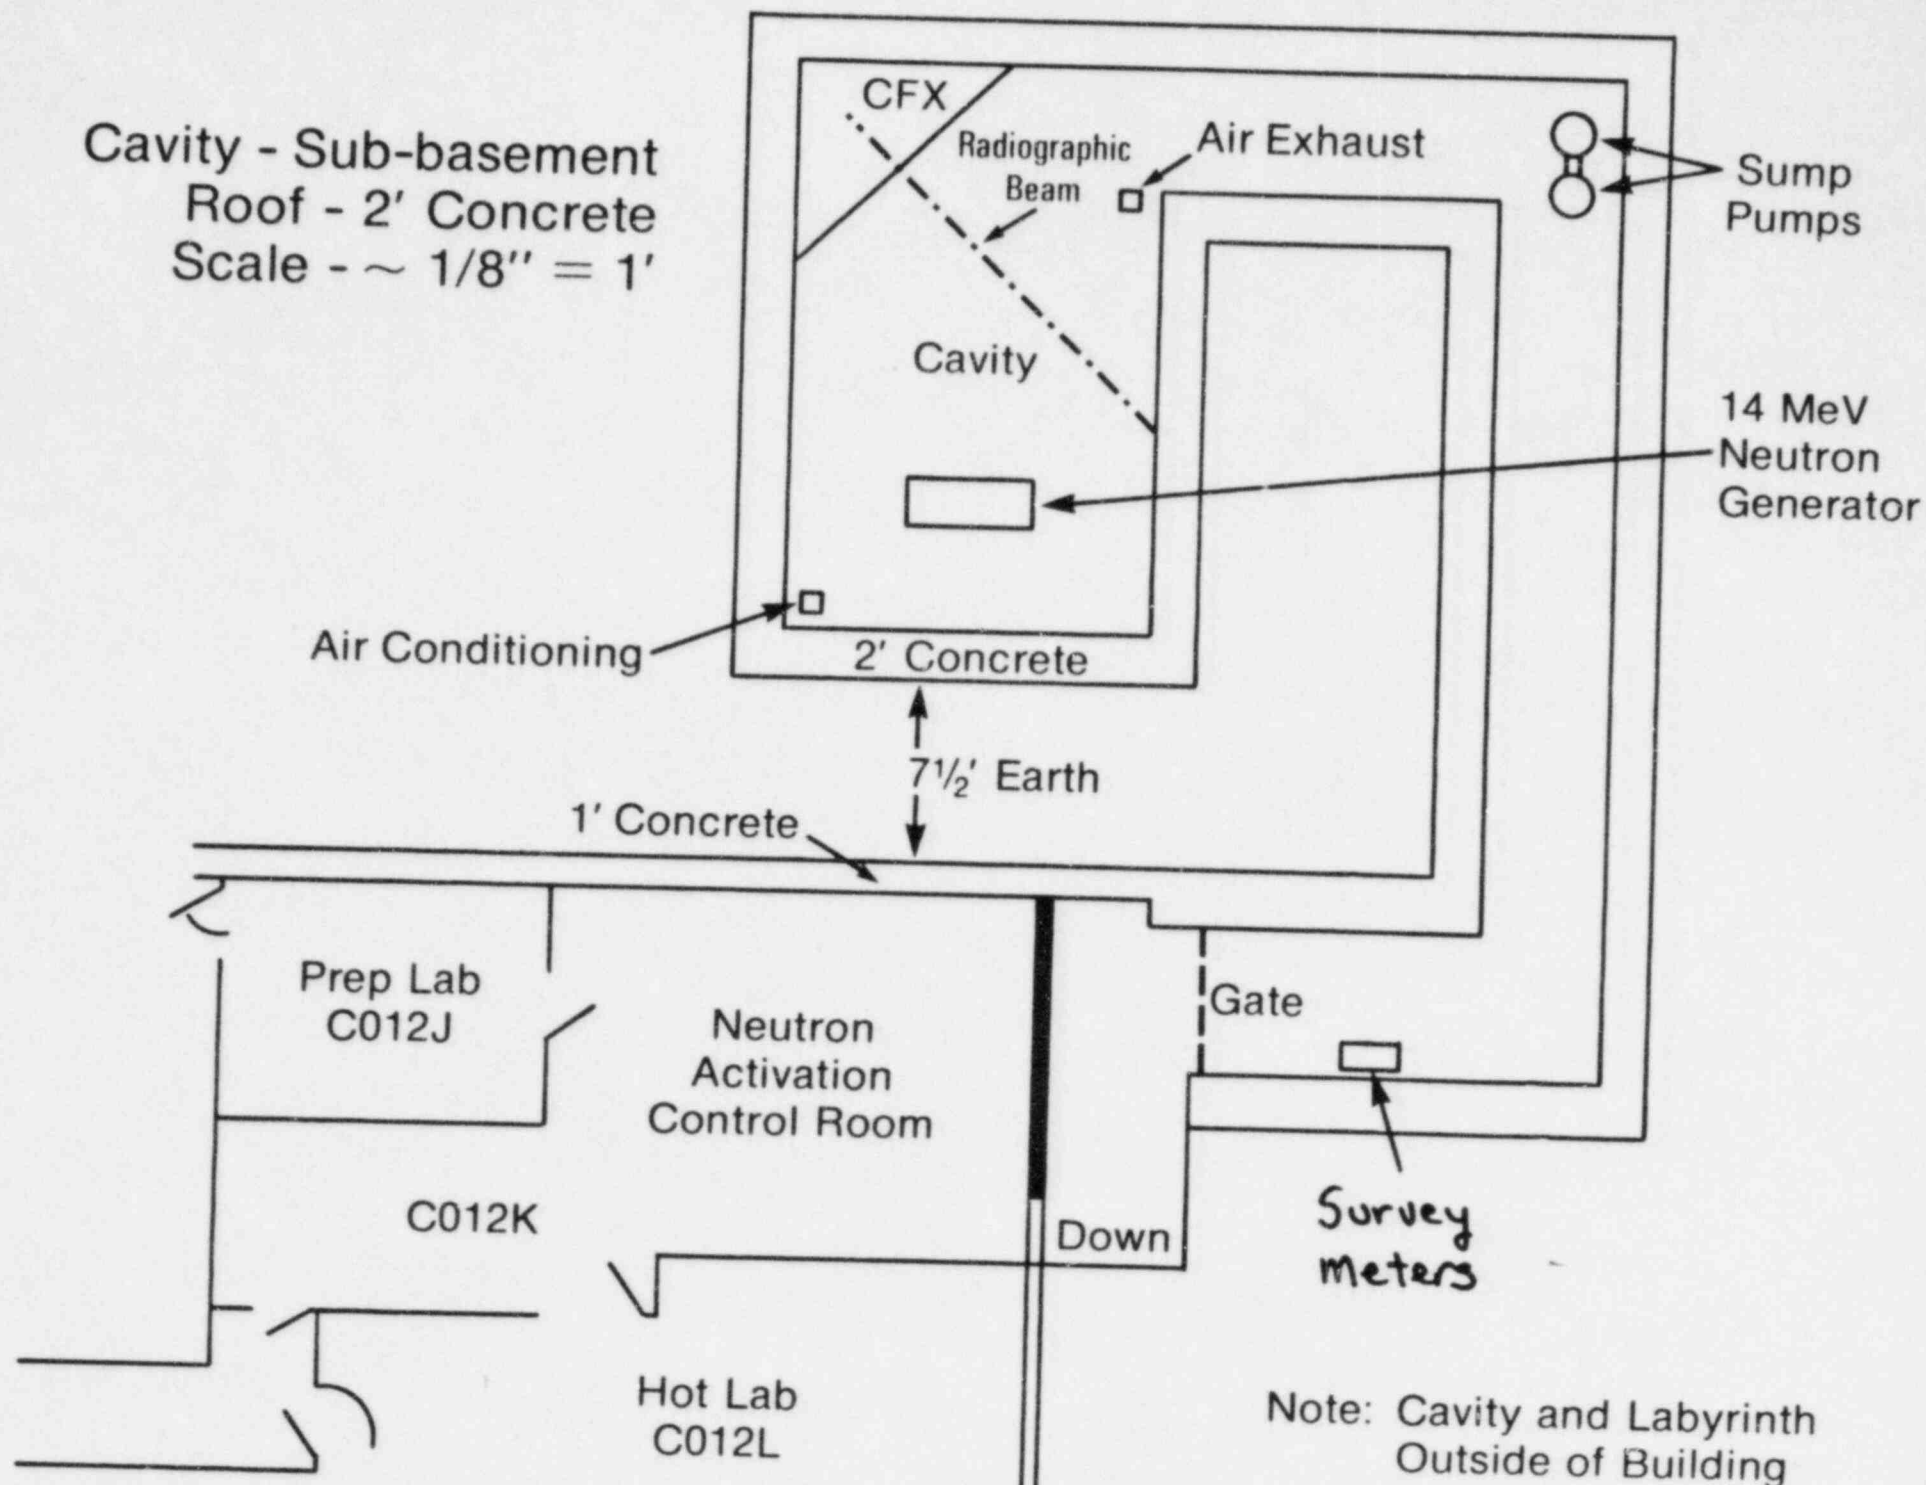 Cavity - Sub-basement
Roof - 2' Concrete
Scale - ~ 1/8" = 1'
CFX
Radiographic
Beam
Air Exhaust
Sump
Pumps
Cavity
14 MeV
Neutron
Generator
Air Conditioning
2' Concrete
7½' Earth
1' Concrete
Prep Lab
C012J
Neutron
Activation
Control Room
Gate
C012K
Down
Survey
meters
Hot Lab
C012L
Note: Cavity and Labyrinth
Outside of Building